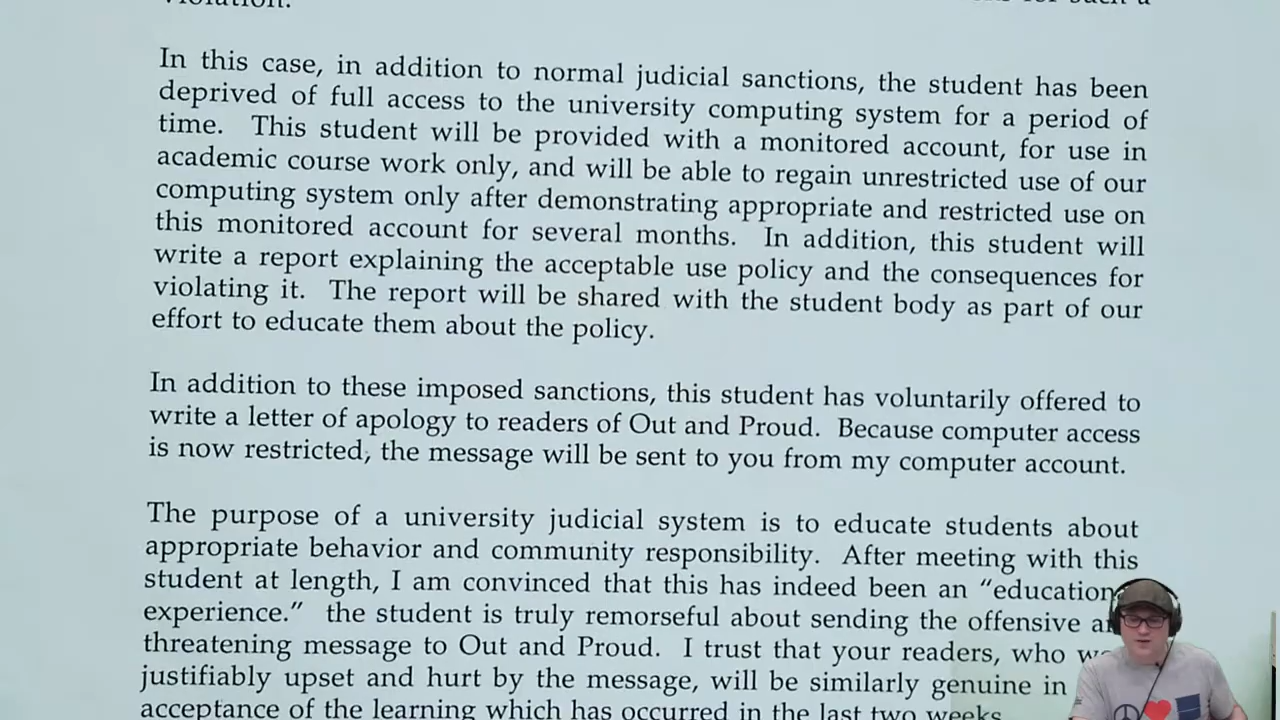 violation.
for such a
In this case, in addition to normal judicial sanctions, the student has been
deprived of full access to the university computing system for a period of
time. This student will be provided with a monitored account, for use in
academic course work only, and will be able to regain unrestricted use of our
computing system only after demonstrating appropriate and restricted use on
this monitored account for several months. In addition, this student will
write a report explaining the acceptable use policy and the consequences for
violating it. The report will be shared with the student body as part of our
effort to educate them about the policy.
In addition to these imposed sanctions, this student has voluntarily offered to
write a letter of apology to readers of Out and Proud. Because computer access
is now restricted, the message will be sent to you from my computer account.
The purpose of a university judicial system is to educate students about
appropriate behavior and community responsibility. After meeting with this
student at length, I am convinced that this has indeed been an “education
experience.” the student is truly remorseful about sending the offensive
threatening message to Out and Proud. I trust that your readers, who
justifiably upset and hurt by the message, will be similarly genuine in
acceptance of the learning which has occurred in the last two weeks.